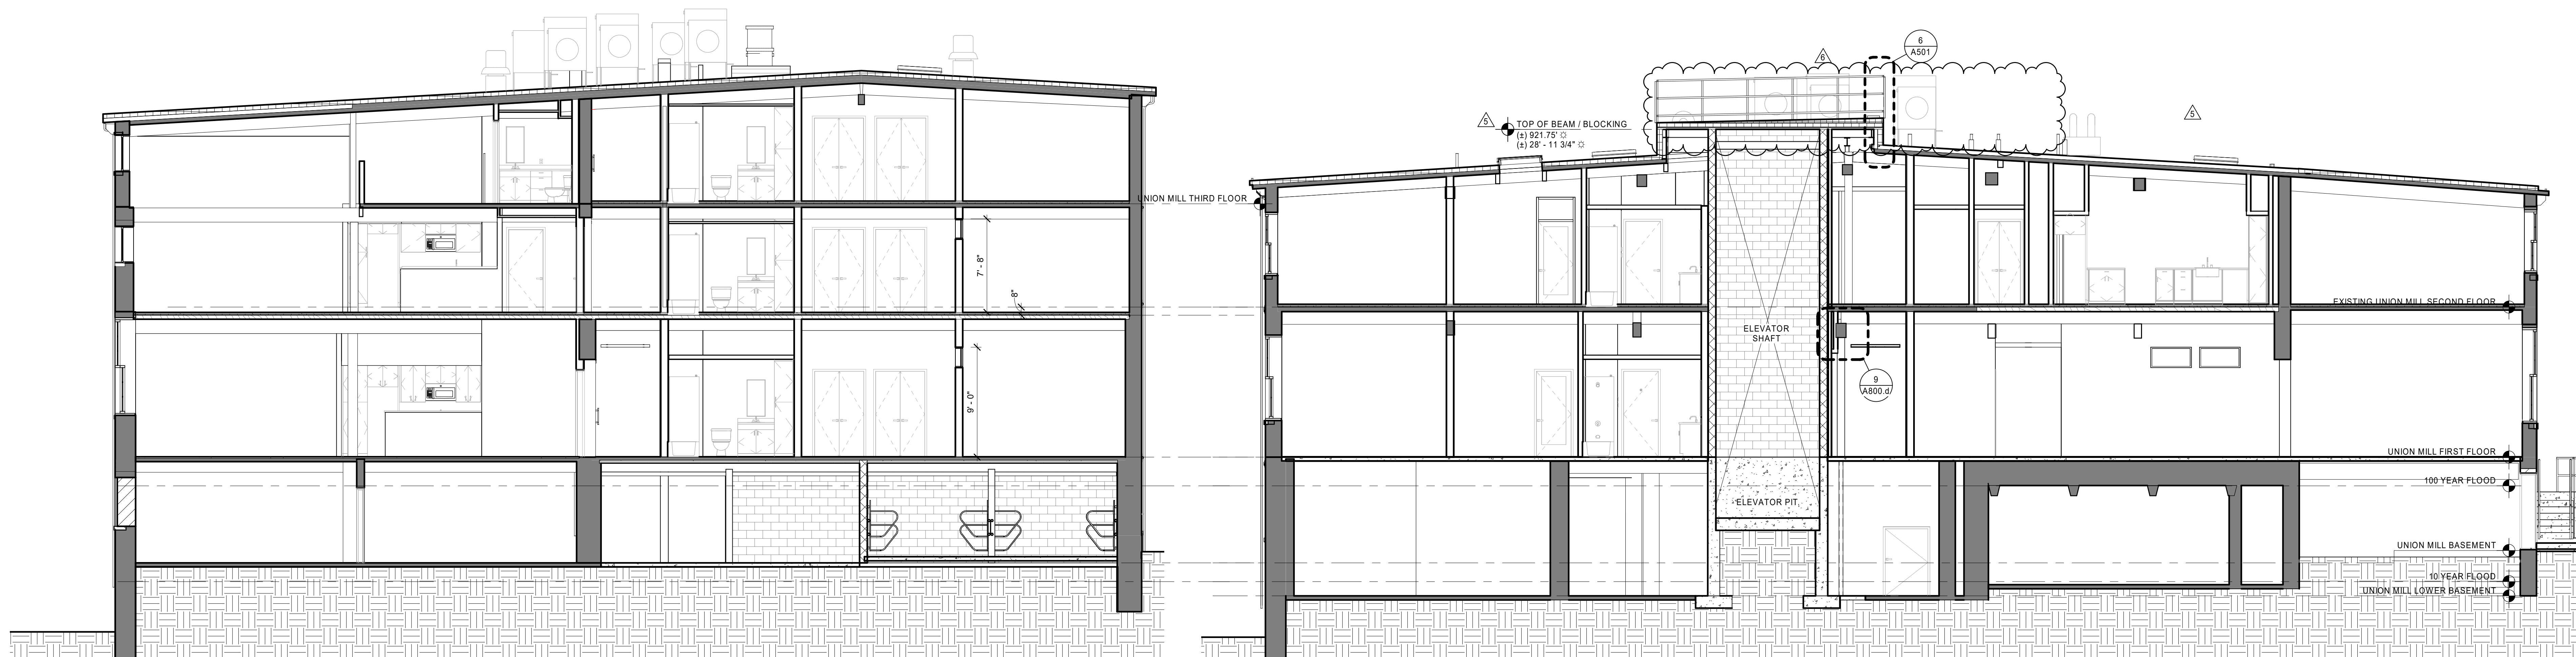 7' - 8"
8"
9' - 0"
6
6
A501
5
5
TOP OF BEAM / BLOCKING
(±) 921.75' ☼
(±) 28' - 11 3/4" ☼
UNION MILL THIRD FLOOR
EXISTING UNION MILL SECOND FLOOR
ELEVATOR
SHAFT
9
A800.d
UNION MILL FIRST FLOOR
100 YEAR FLOOD
ELEVATOR PIT
UNION MILL BASEMENT
10 YEAR FLOOD
UNION MILL LOWER BASEMENT